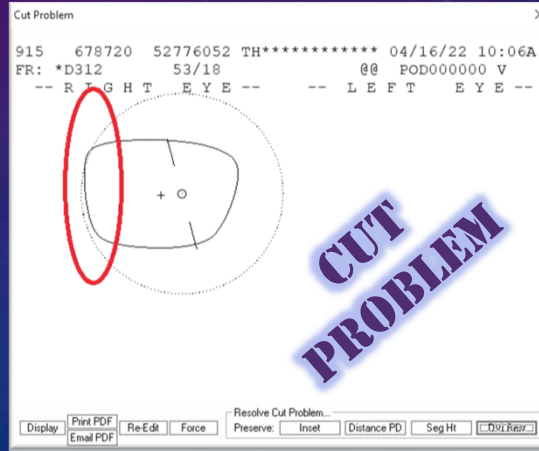 Cut Problem
915 678720 52776052 TH************ 04/16/22 10:06A
FR: *D312 53/18 @@ POD000000 V
-- R I G H T E Y E -- -- L E F T E Y E --
CUT
PROBLEM
Display Print PDF Email PDF Re-Edit Force
Resolve Cut Problem...
Preserve: Inset Distance PD Seg Ht